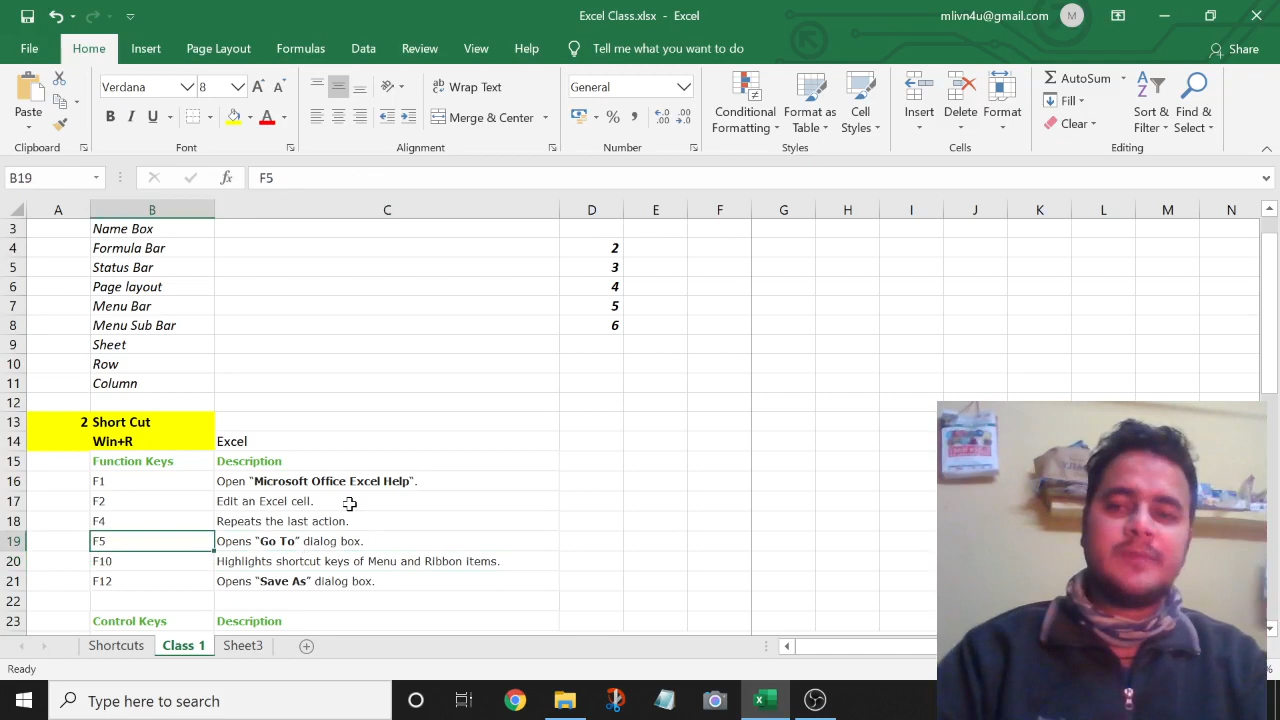 Excel Class.xlsx - Excel
mlivn4u@gmail.com M
File Home Insert Page Layout Formulas Data Review View Help Tell me what you want to do Share
Paste
Verdana 8
B I U
Wrap Text
Merge & Center
General
% ,
Conditional Formatting
Format as Table
Cell Styles
Insert
Delete
Format
AutoSum
Fill
Clear
Sort & Filter
Find & Select
Clipboard Font Alignment Number Styles Cells Editing
B19 fx F5
A B C D E F G H I J K L M N
3 Name Box
4 Formula Bar 2
5 Status Bar 3
6 Page layout 4
7 Menu Bar 5
8 Menu Sub Bar 6
9 Sheet
10 Row
11 Column
12
13 2 Short Cut
14 Win+R Excel
15 Function Keys Description
16 F1 Open “Microsoft Office Excel Help”.
17 F2 Edit an Excel cell.
18 F4 Repeats the last action.
19 F5 Opens “Go To” dialog box.
20 F10 Highlights shortcut keys of Menu and Ribbon items.
21 F12 Opens “Save As” dialog box.
22
23 Control Keys Description
Shortcuts Class 1 Sheet3
Ready %
Type here to search